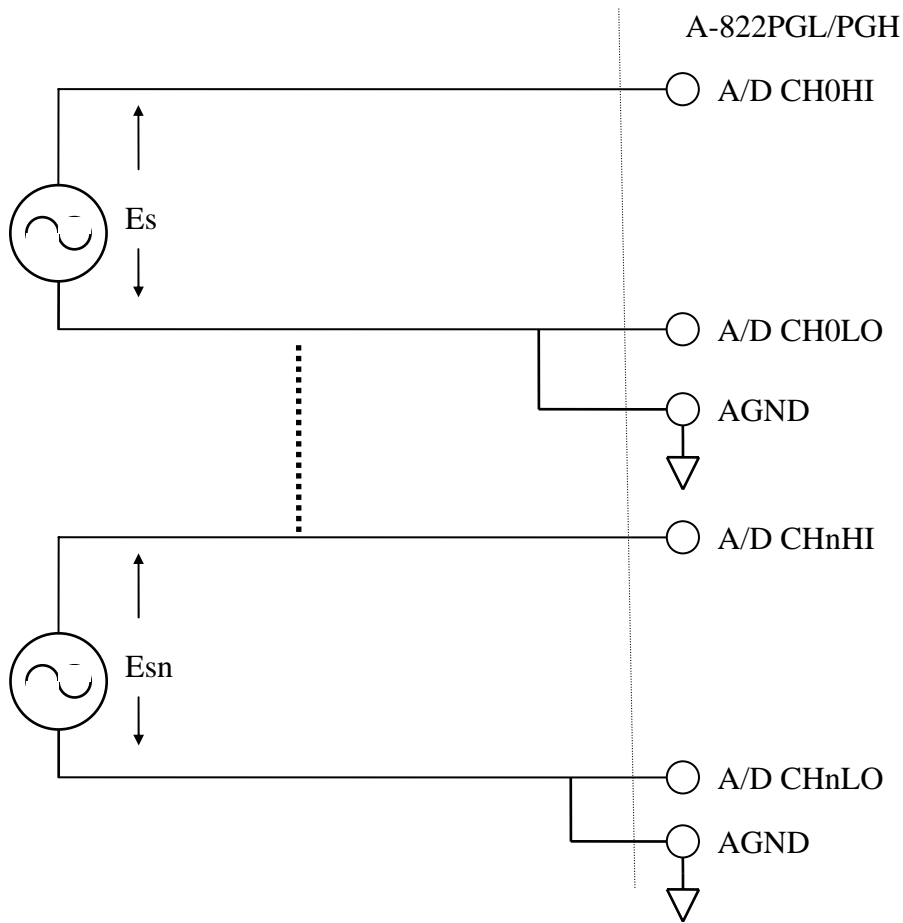 A-822PGL/PGH
A/D CH0HI
Es
A/D CH0LO
AGND
A/D CHnHI
Esn
A/D CHnLO
AGND